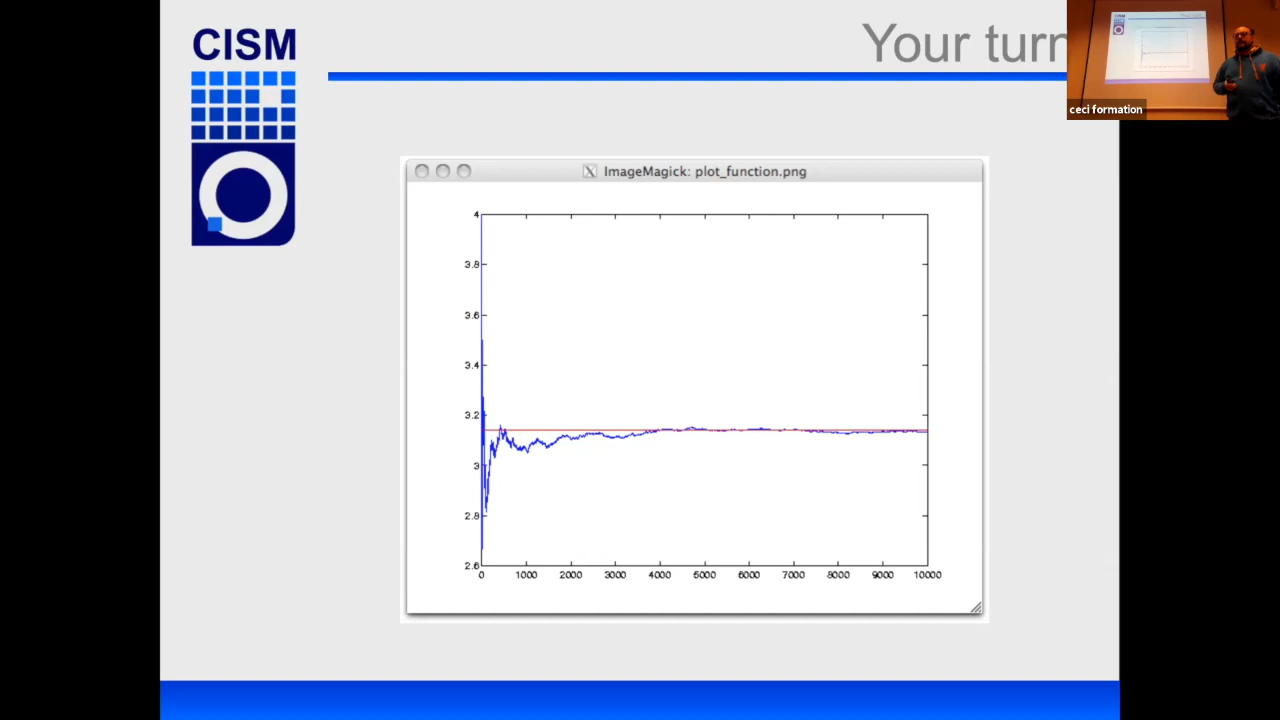 CISM
Your turn
ceci formation
ImageMagick: plot_function.png
4
3.8
3.6
3.4
3.2
3
2.8
2.6
0 1000 2000 3000 4000 5000 6000 7000 8000 9000 10000